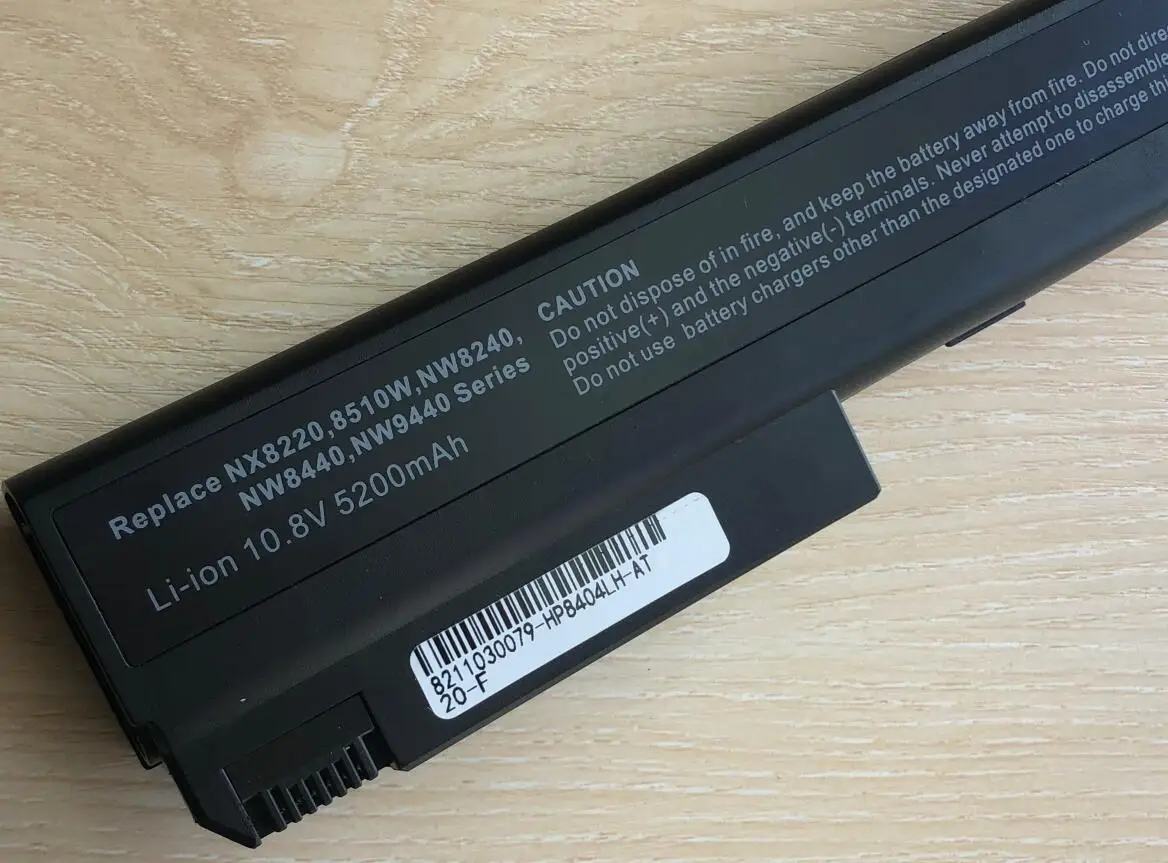 Replace NX8220,8510W,NW8240,
NW8440,NW9440 Series
Li-ion 10.8V 5200mAh
CAUTION
Do not dispose of in fire, and keep the battery away from fire. Do not
positive(+) and the negative(-) terminals. Never attempt to disassemble
Do not use battery chargers other than the designated one to charge
8211030079-HP8404LH-AT
20-F